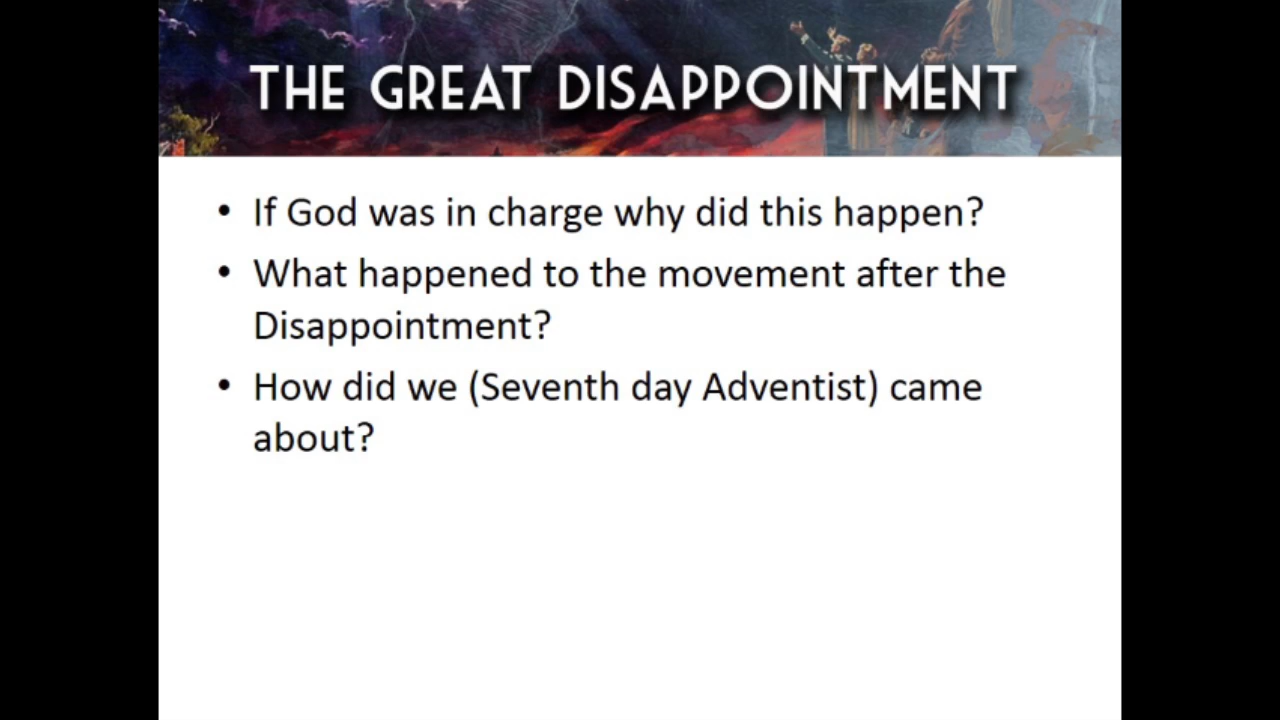 THE GREAT DISAPPOINTMENT
• If God was in charge why did this happen?
• What happened to the movement after the
Disappointment?
• How did we (Seventh day Adventist) came
about?